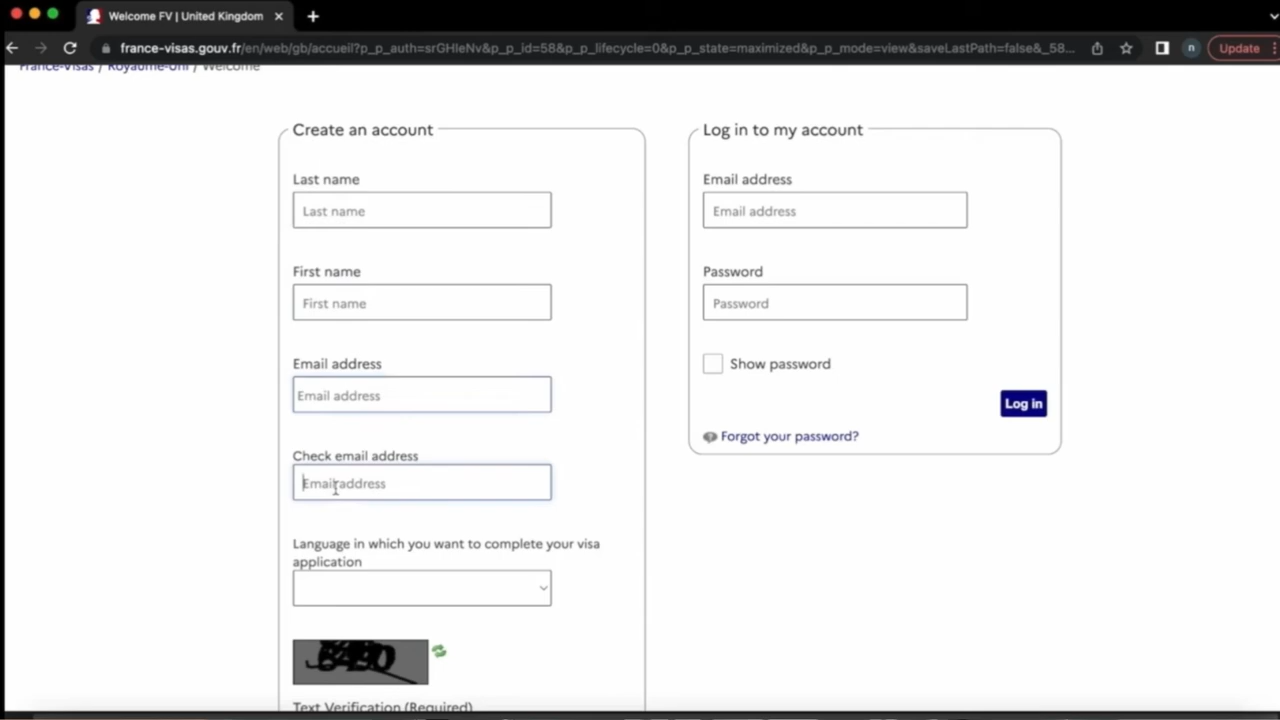 Welcome FV | United Kingdom
france-visas.gouv.fr/en/web/gb/accueil?p_p_auth=srGHIeNv&p_p_id=58&p_p_lifecycle=0&p_p_state=maximized&p_p_mode=view&saveLastPath=false&_58...
n
Update
France-Visas / Royaume-Uni / Welcome
Create an account
Last name
Last name
First name
First name
Email address
Email address
Check email address
Email address
Language in which you want to complete your visa
application
Text Verification (Required)
Log in to my account
Email address
Email address
Password
Password
Show password
Log in
Forgot your password?